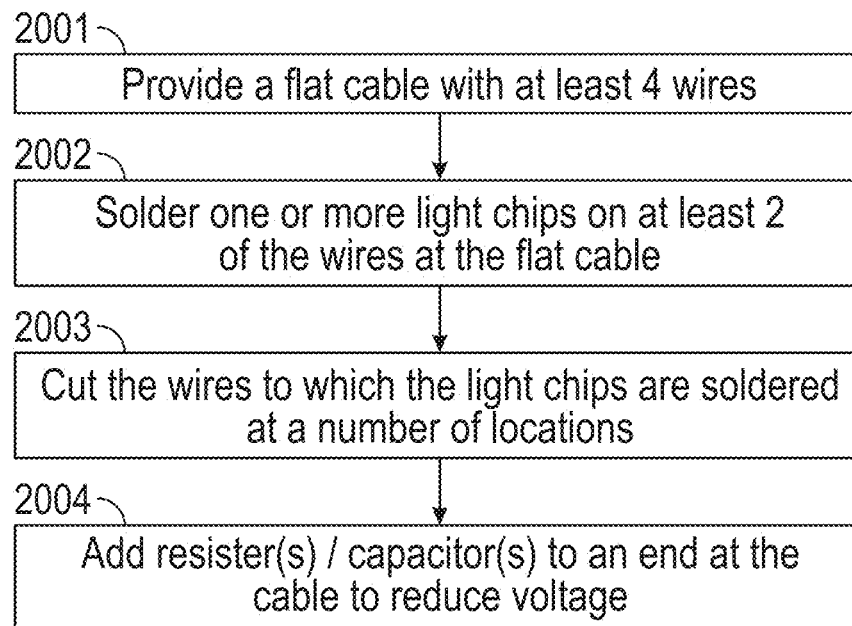 2001
Provide a flat cable with at least 4 wires
2002
Solder one or more light chips on at least 2
of the wires at the flat cable
2003
Cut the wires to which the light chips are soldered
at a number of locations
2004
Add resister(s) / capacitor(s) to an end at the
cable to reduce voltage